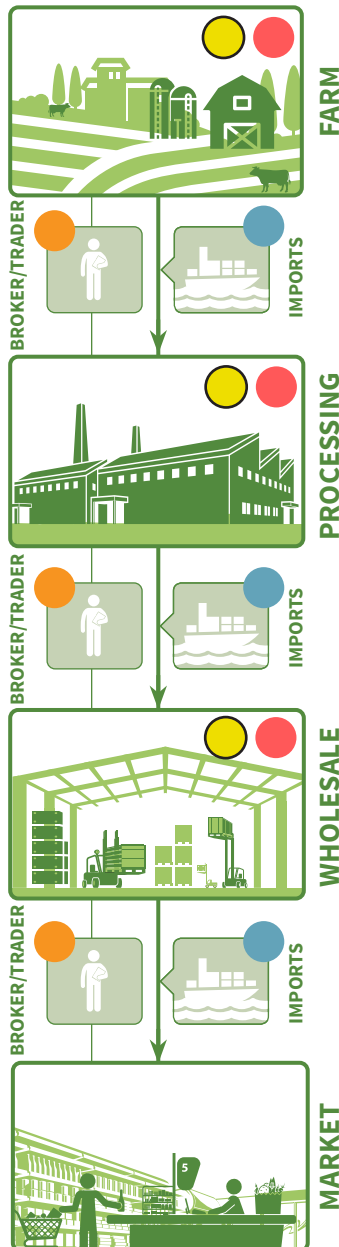 FARM
BROKER/TRADER
IMPORTS
PROCESSING
BROKER/TRADER
IMPORTS
WHOLESALE
BROKER/TRADER
IMPORTS
MARKET
5